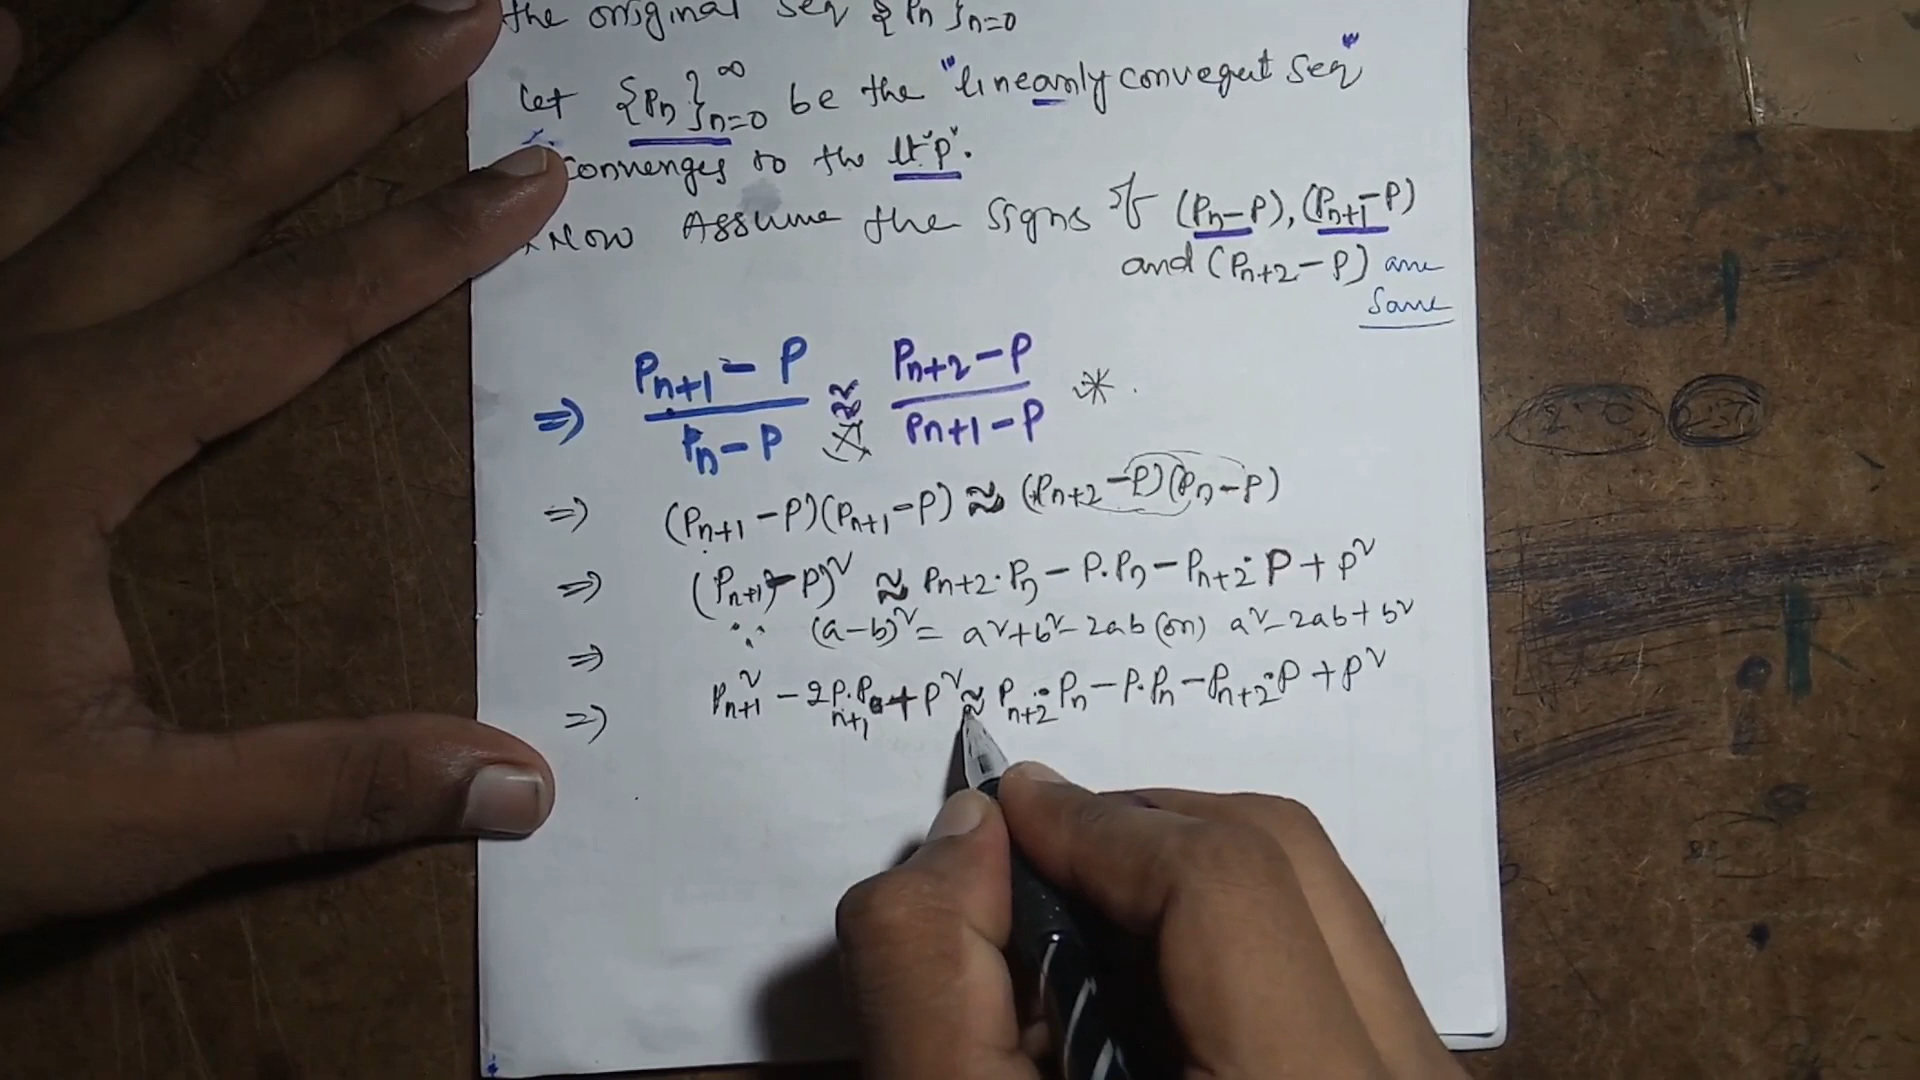 the original seq {Pn}n=0
Let {Pn}^∞ n=0 be the "linearly convegent Seq"
converges to the lt 'p'.
Now Assume the signs of (Pn-P), (Pn+1-P)
and (Pn+2-P) are
Same
=> (Pn+1 - P)/(Pn - P) ≈ (Pn+2 - P)/(Pn+1 - P) *
=> (Pn+1 - P)(Pn+1 - P) ≈ (Pn+2 - P)(Pn - P)
=> (Pn+1 - P)² ≈ Pn+2 · Pn - P·Pn - Pn+2 · P + P²
∵ (a-b)² = a²+b²-2ab (or) a²-2ab+b²
=>
=> P²n+1 - 2P·Pn+1 + P² ≈ Pn+2 · Pn - P·Pn - Pn+2 · P + P²